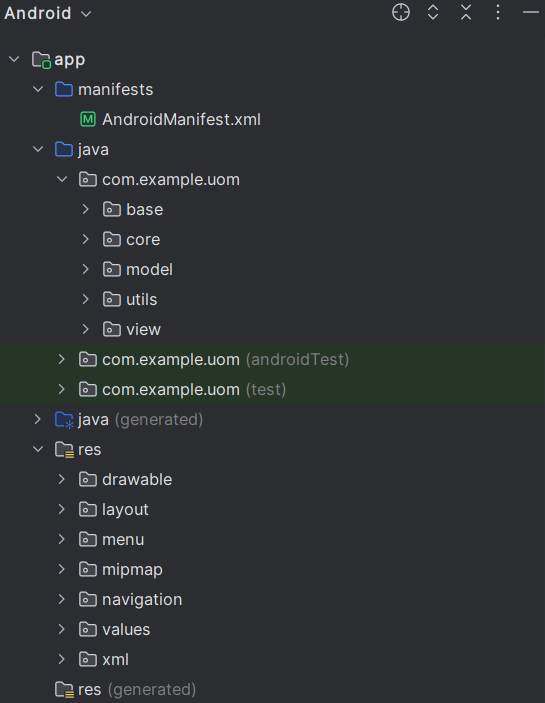 Android
app
manifests
M AndroidManifest.xml
java
com.example.uom
base
core
model
utils
view
com.example.uom (androidTest)
com.example.uom (test)
java (generated)
res
drawable
layout
menu
mipmap
navigation
values
xml
res (generated)